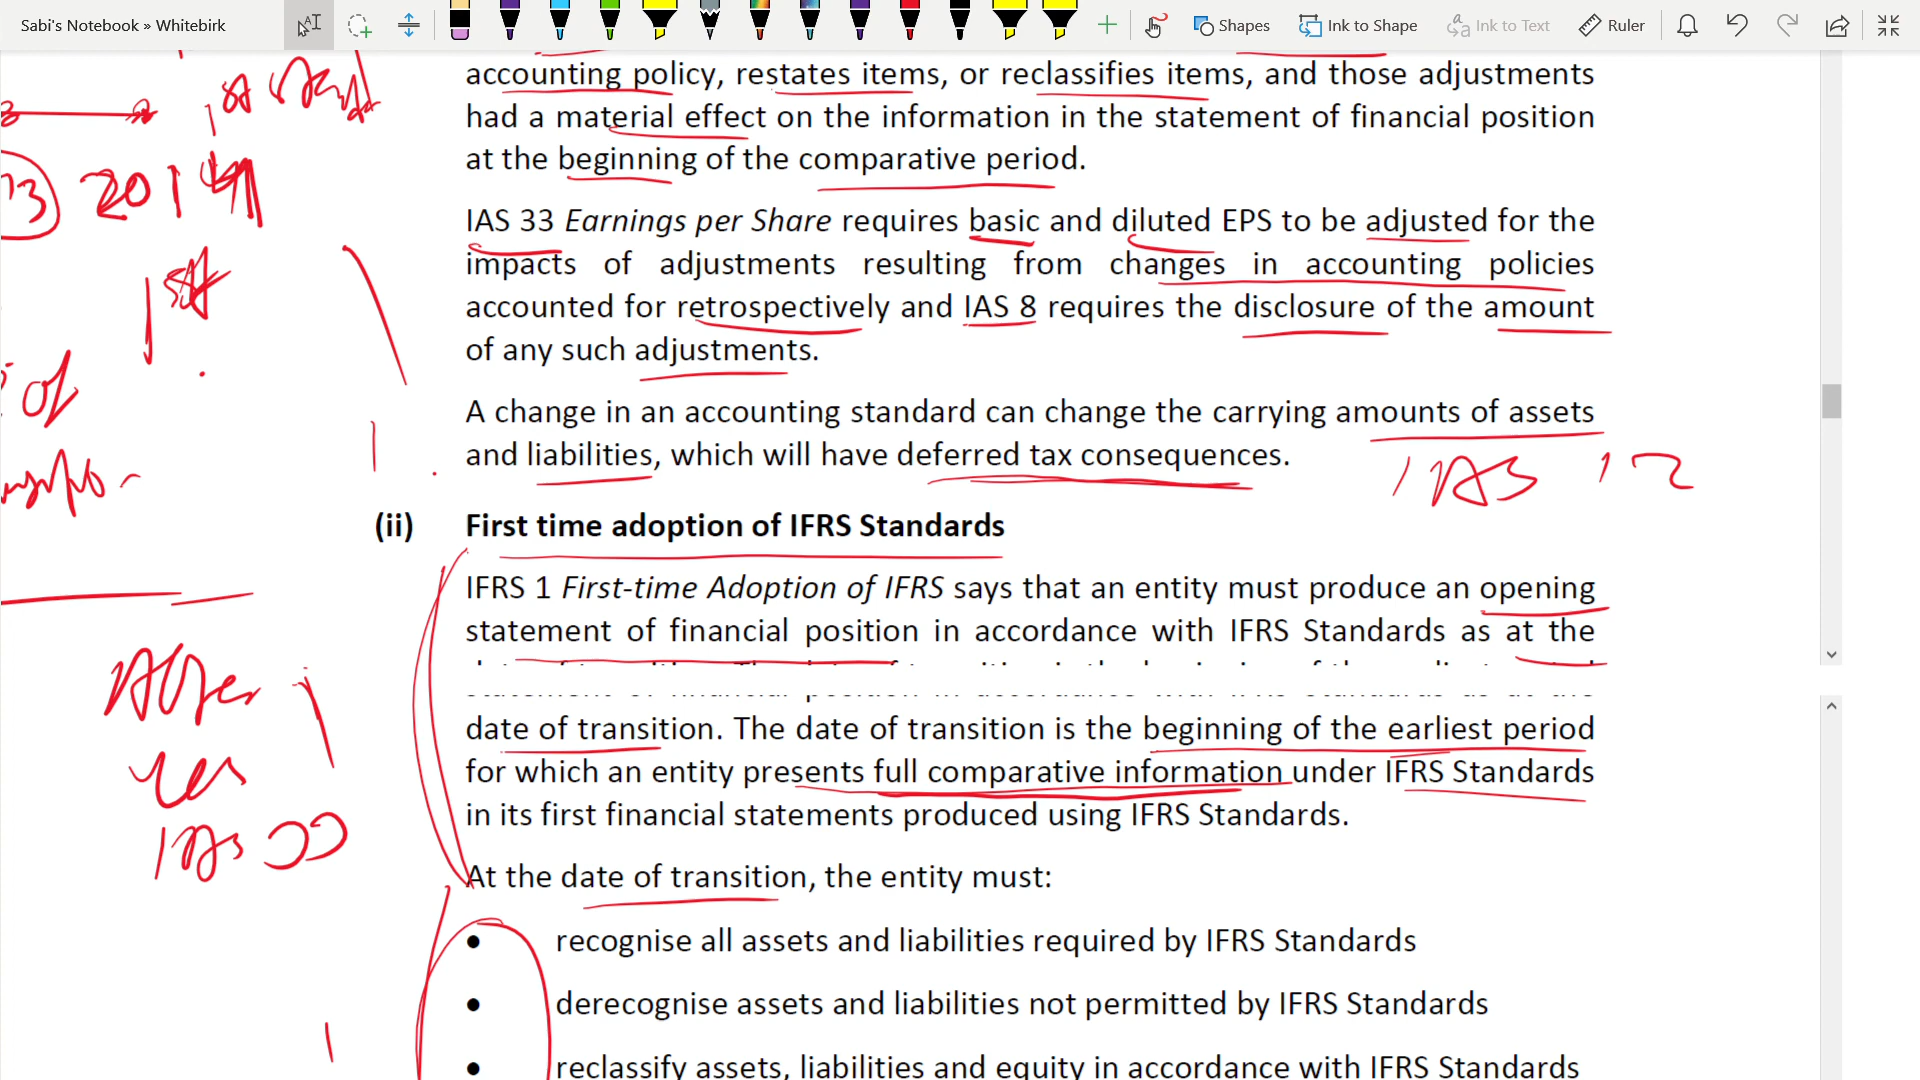 Sabi's Notebook » Whitebirk
Shapes
Ink to Shape
Ink to Text
Ruler
accounting policy, restates items, or reclassifies items, and those adjustments
had a material effect on the information in the statement of financial position
at the beginning of the comparative period.
2014
1st
of
IAS 33 Earnings per Share requires basic and diluted EPS to be adjusted for the
impacts of adjustments resulting from changes in accounting policies
accounted for retrospectively and IAS 8 requires the disclosure of the amount
of any such adjustments.
A change in an accounting standard can change the carrying amounts of assets
and liabilities, which will have deferred tax consequences.
IAS 12
(ii) First time adoption of IFRS Standards
IFRS 1 First-time Adoption of IFRS says that an entity must produce an opening
statement of financial position in accordance with IFRS Standards as at the
date of transition. The date of transition is the beginning of the earliest period
for which an entity presents full comparative information under IFRS Standards
in its first financial statements produced using IFRS Standards.
At the date of transition, the entity must:
• recognise all assets and liabilities required by IFRS Standards
• derecognise assets and liabilities not permitted by IFRS Standards
• reclassify assets, liabilities and equity in accordance with IFRS Standards